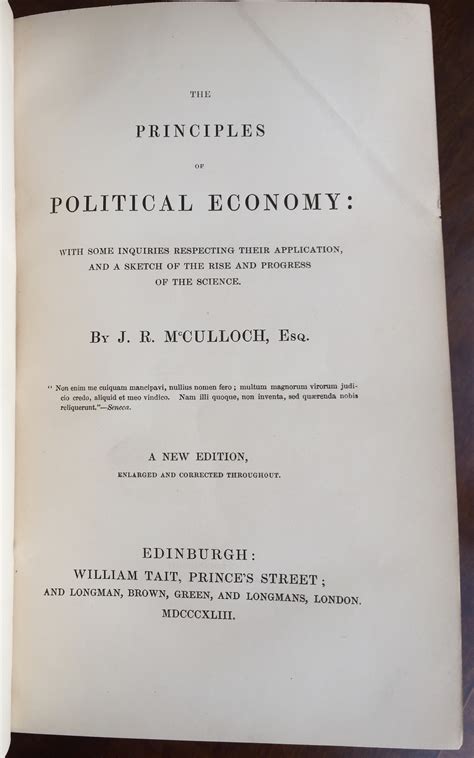 THE
PRINCIPLES
OF
POLITICAL ECONOMY:
WITH SOME INQUIRIES RESPECTING THEIR APPLICATION,
AND A SKETCH OF THE RISE AND PROGRESS
OF THE SCIENCE.
BY J. R. McCULLOCH, ESQ.
" Non enim me cuiquam mancipavi, nullius nomen fero ; multum magnorum virorum judi-
cio credo, aliquid et meo vindico. Nam illi quoque, non inventa, sed quærenda nobis
reliquerunt."—Seneca.
A NEW EDITION,
ENLARGED AND CORRECTED THROUGHOUT.
EDINBURGH:
WILLIAM TAIT, PRINCE'S STREET ;
AND LONGMAN, BROWN, GREEN, AND LONGMANS, LONDON.
MDCCCXLIII.